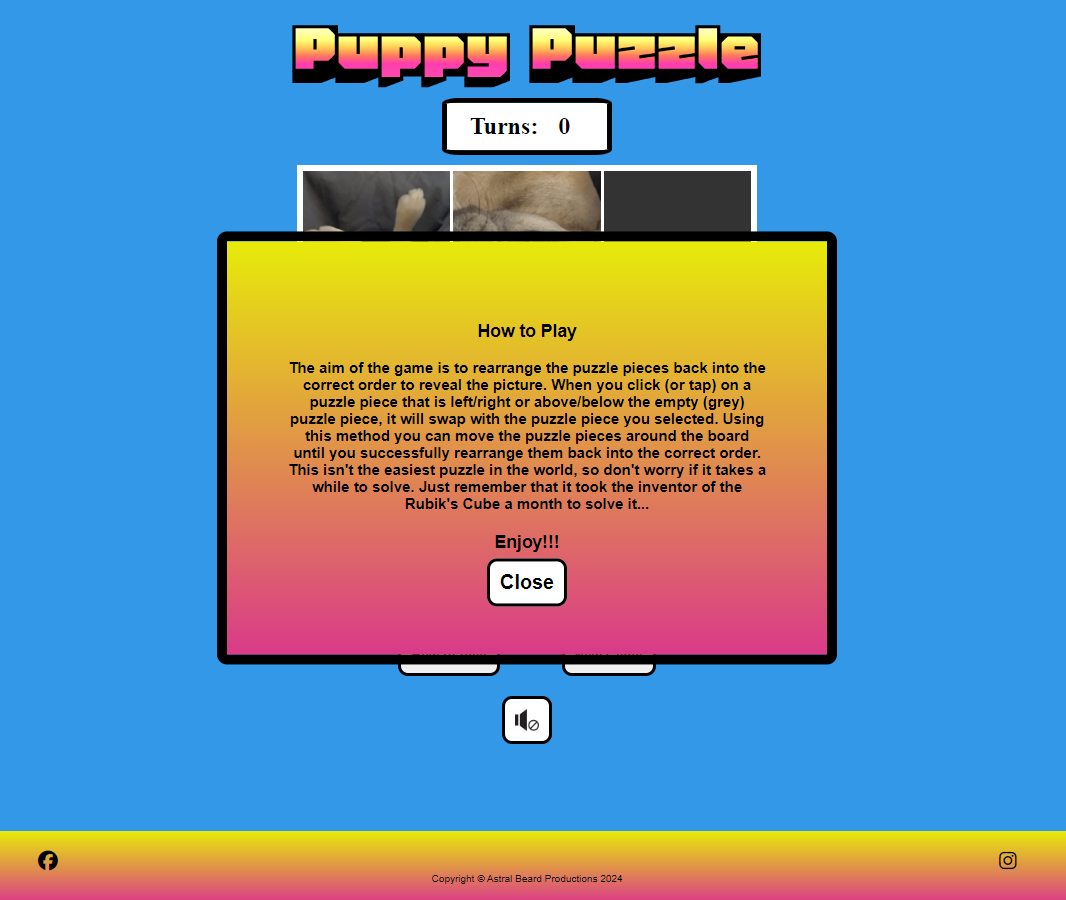 Puppy Puzzle
Turns: 0
How to Play
The aim of the game is to rearrange the puzzle pieces back into the
correct order to reveal the picture. When you click (or tap) on a
puzzle piece that is left/right or above/below the empty (grey)
puzzle piece, it will swap with the puzzle piece you selected. Using
this method you can move the puzzle pieces around the board
until you successfully rearrange them back into the correct order.
This isn't the easiest puzzle in the world, so don't worry if it takes a
while to solve. Just remember that it took the inventor of the
Rubik's Cube a month to solve it...
Enjoy!!!
Close
Copyright © Astral Beard Productions 2024